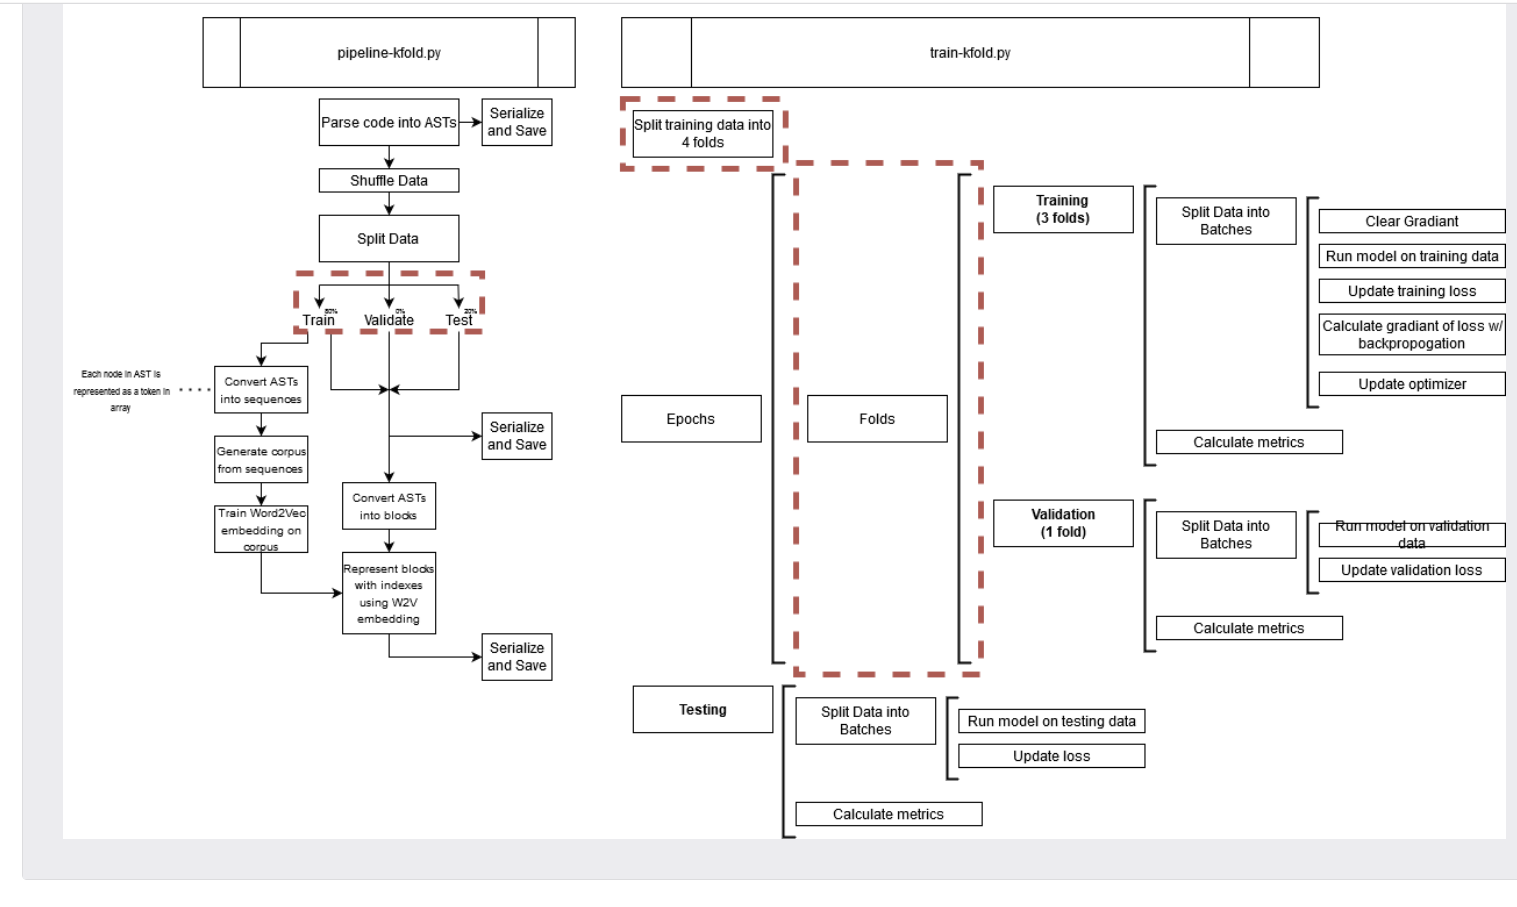 pipeline-kfold.py
train-kfold.py
Parse code into ASTs
Serialize
and Save
Shuffle Data
Split Data
80%
0%
20%
Train
Validate
Test
Each node in AST is
represented as a token in
array
Convert ASTs
into sequences
Generate corpus
from sequences
Train Word2Vec
embedding on
corpus
Serialize
and Save
Convert ASTs
into blocks
Represent blocks
with indexes
using W2V
embedding
Serialize
and Save
Split training data into
4 folds
Epochs
Folds
Training
(3 folds)
Split Data into
Batches
Clear Gradiant
Run model on training data
Update training loss
Calculate gradiant of loss w/
backpropogation
Update optimizer
Calculate metrics
Validation
(1 fold)
Split Data into
Batches
Run model on validation
data
Update validation loss
Calculate metrics
Testing
Split Data into
Batches
Run model on testing data
Update loss
Calculate metrics